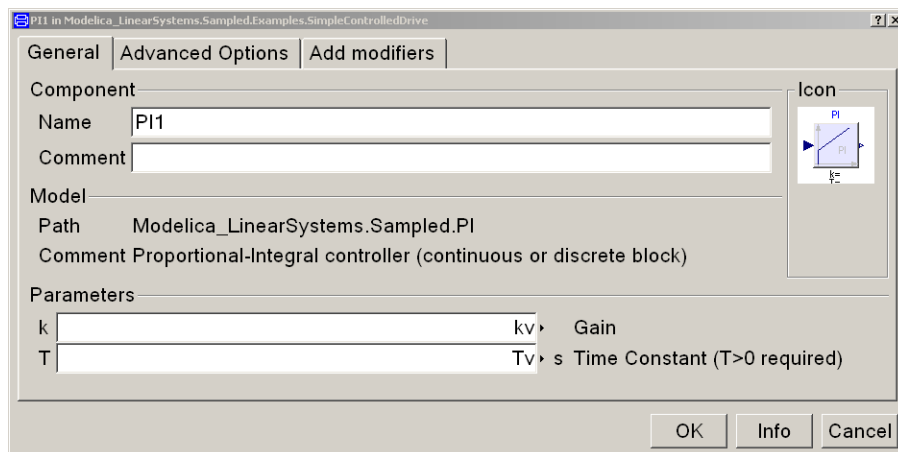 PI1 in Modelica_LinearSystems.Sampled.Examples.SimpleControlledDrive ? x
General Advanced Options Add modifiers
Component Icon
Name PI1
Comment
PI
PI
k=
T=
Model
Path Modelica_LinearSystems.Sampled.PI
Comment Proportional-Integral controller (continuous or discrete block)
Parameters
k kv Gain
T Tv s Time Constant (T>0 required)
OK Info Cancel